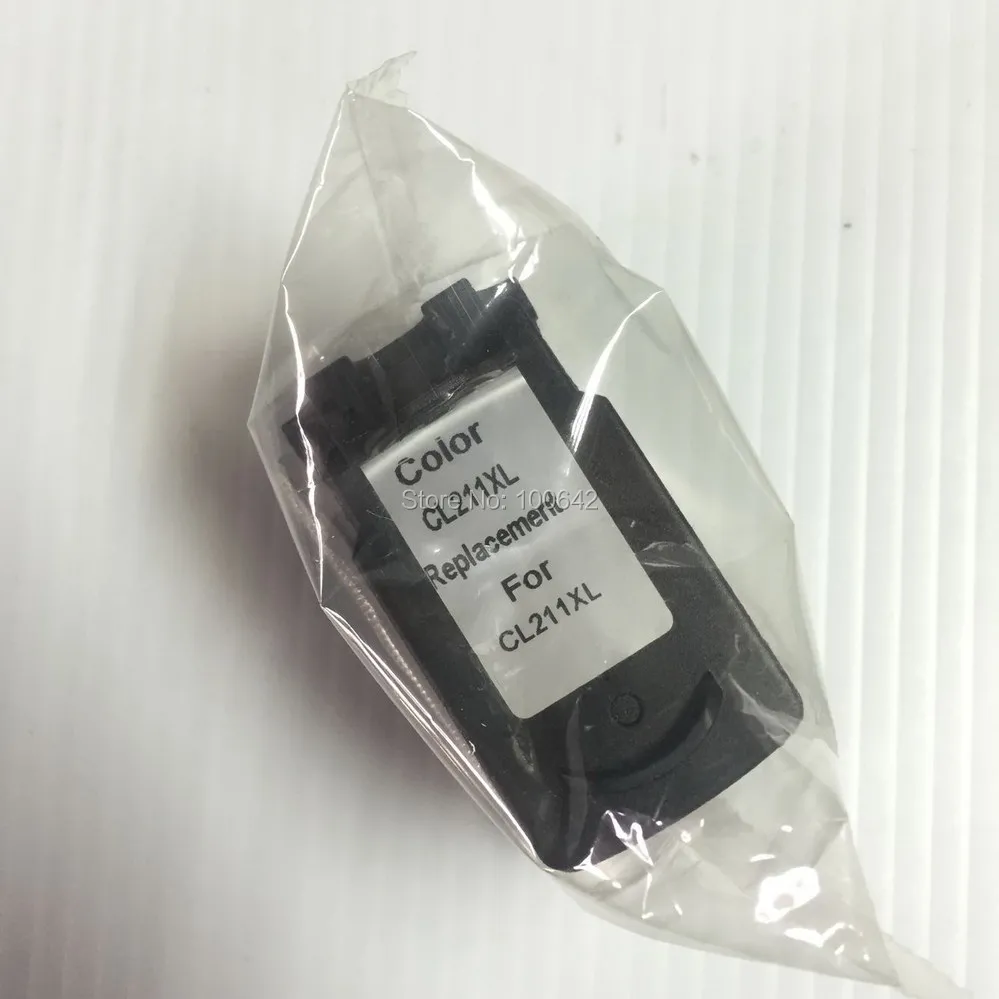 Color
CL211XL
Store No: 100642
Replacement
For
CL211XL